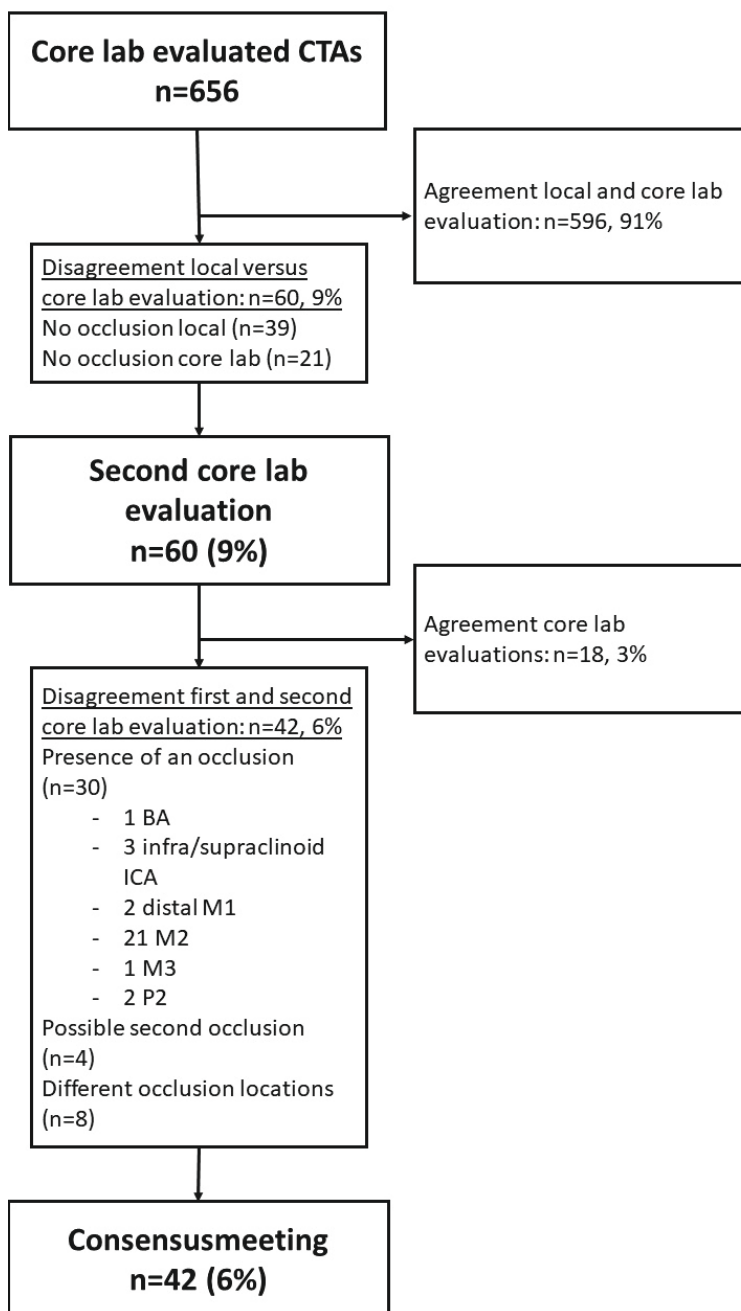 Core lab evaluated CTAs
n=656
Agreement local and core lab
evaluation: n=596, 91%
Disagreement local versus
core lab evaluation: n=60, 9%
No occlusion local (n=39)
No occlusion core lab (n=21)
Second core lab
evaluation
n=60 (9%)
Agreement core lab
evaluations: n=18, 3%
Disagreement first and second
core lab evaluation: n=42, 6%
Presence of an occlusion
(n=30)
- 1 BA
- 3 infra/supraclinoid
ICA
- 2 distal M1
- 21 M2
- 1 M3
- 2 P2
Possible second occlusion
(n=4)
Different occlusion locations
(n=8)
Consensusmeeting
n=42 (6%)